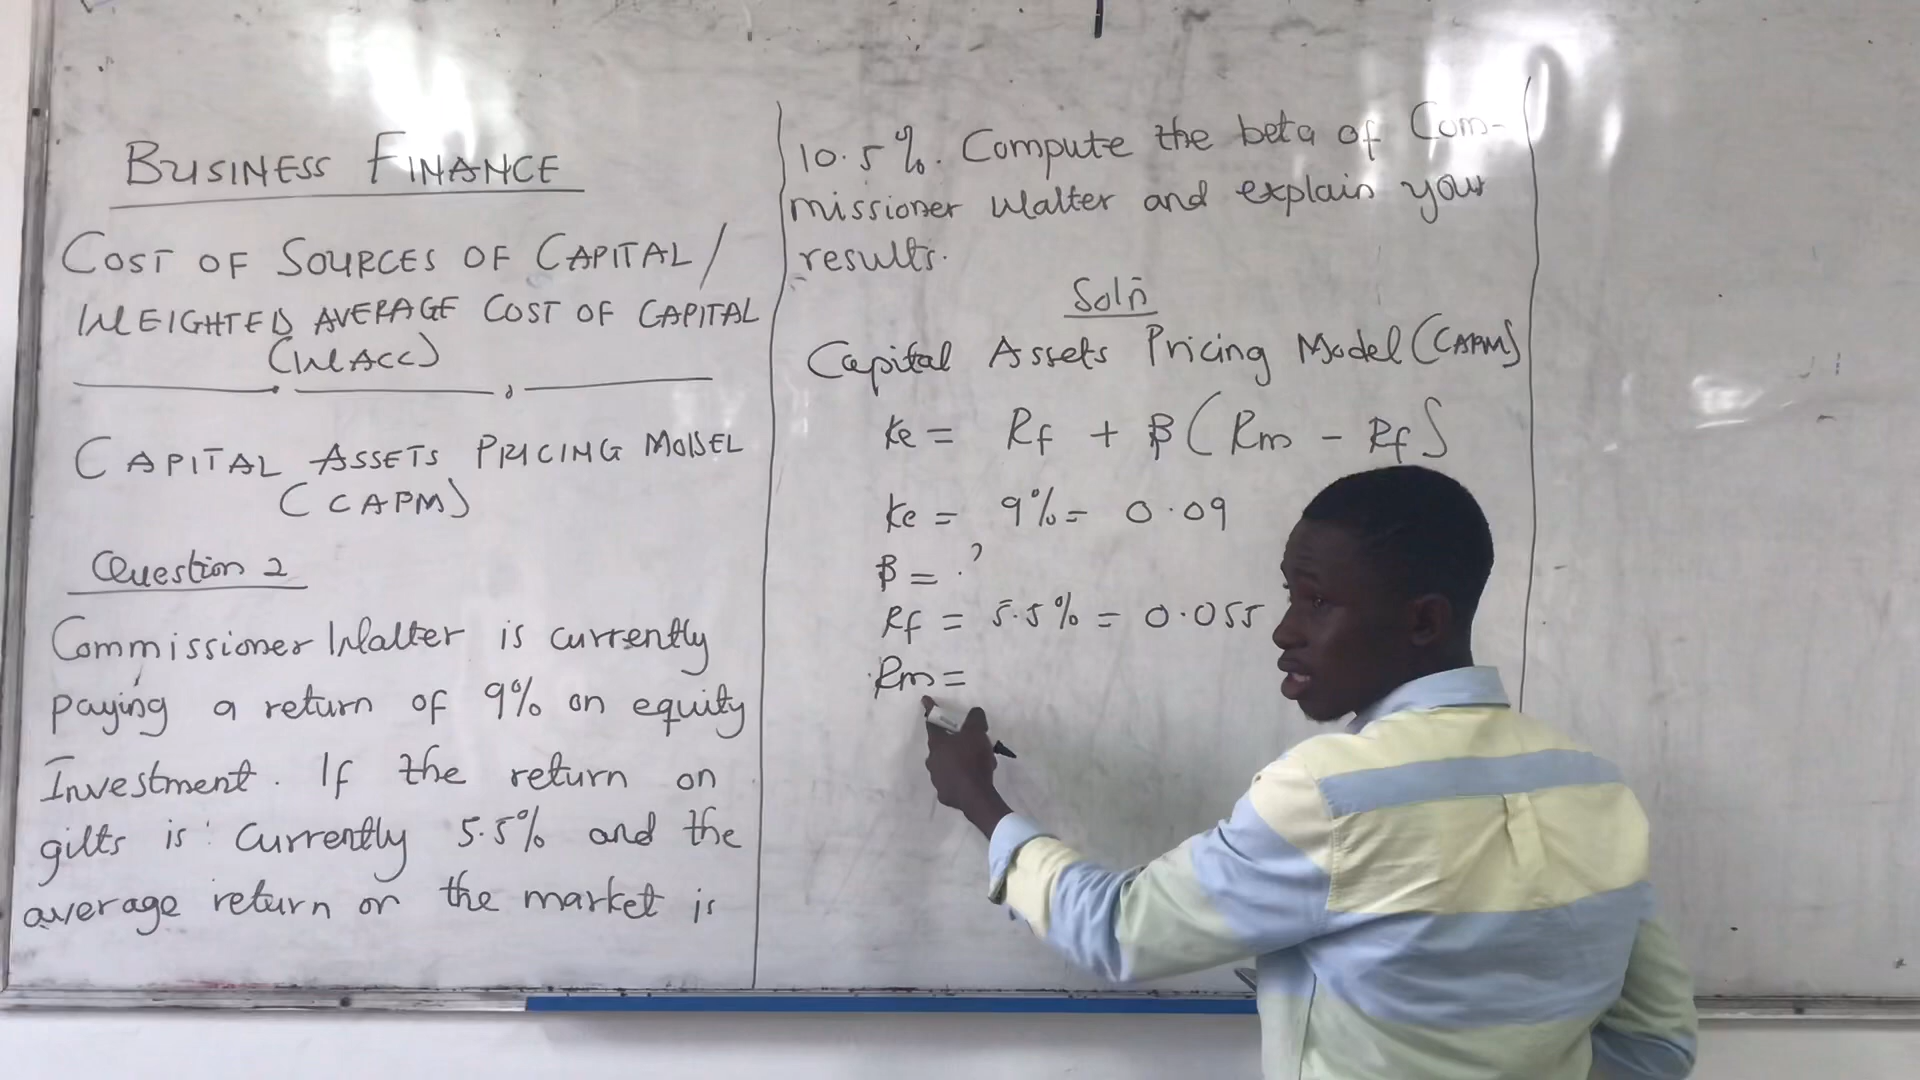 BUSINESS FINANCE
COST OF SOURCES OF CAPITAL /
WEIGHTED AVERAGE COST OF CAPITAL
(WACC)
CAPITAL ASSETS PRICING MODEL
(CAPM)
Question 2
Commissioner Walter is currently
paying a return of 9% on equity
Investment. If the return on
gilts is currently 5.5% and the
average return on the market is
10.5%. Compute the beta of Com-
missioner Walter and explain your
results.
Soln
Capital Assets Pricing Model (CAPM)
Ke = Rf + β (Rm - Rf)
Ke = 9% = 0.09
β = ?
Rf = 5.5% = 0.055
Rm =